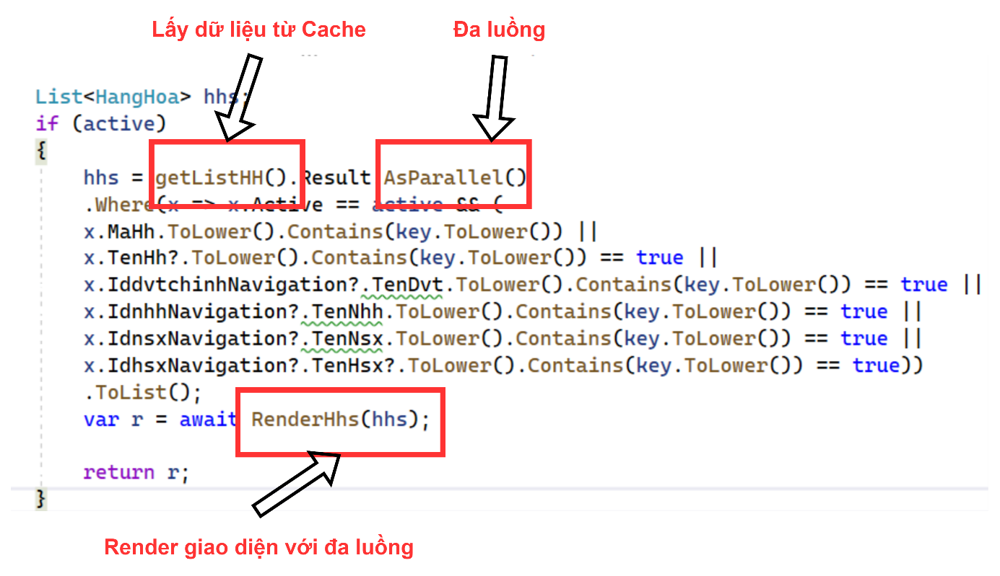 Lấy dữ liệu từ Cache
Đa luồng
List<HangHoa> hhs;
if (active)
{
hhs = getListHH().Result AsParallel()
.Where(x => x.Active == active && (
x.MaHh.ToLower().Contains(key.ToLower()) ||
x.TenHh?.ToLower().Contains(key.ToLower()) == true ||
x.IddvtchinhNavigation?.TenDvt.ToLower().Contains(key.ToLower()) == true ||
x.IdnhhNavigation?.TenNhh.ToLower().Contains(key.ToLower()) == true ||
x.IdnsxNavigation?.TenNsx.ToLower().Contains(key.ToLower()) == true ||
x.IdhsxNavigation?.TenHsx?.ToLower().Contains(key.ToLower()) == true))
.ToList();
var r = await RenderHhs(hhs);
return r;
}
Render giao diện với đa luồng